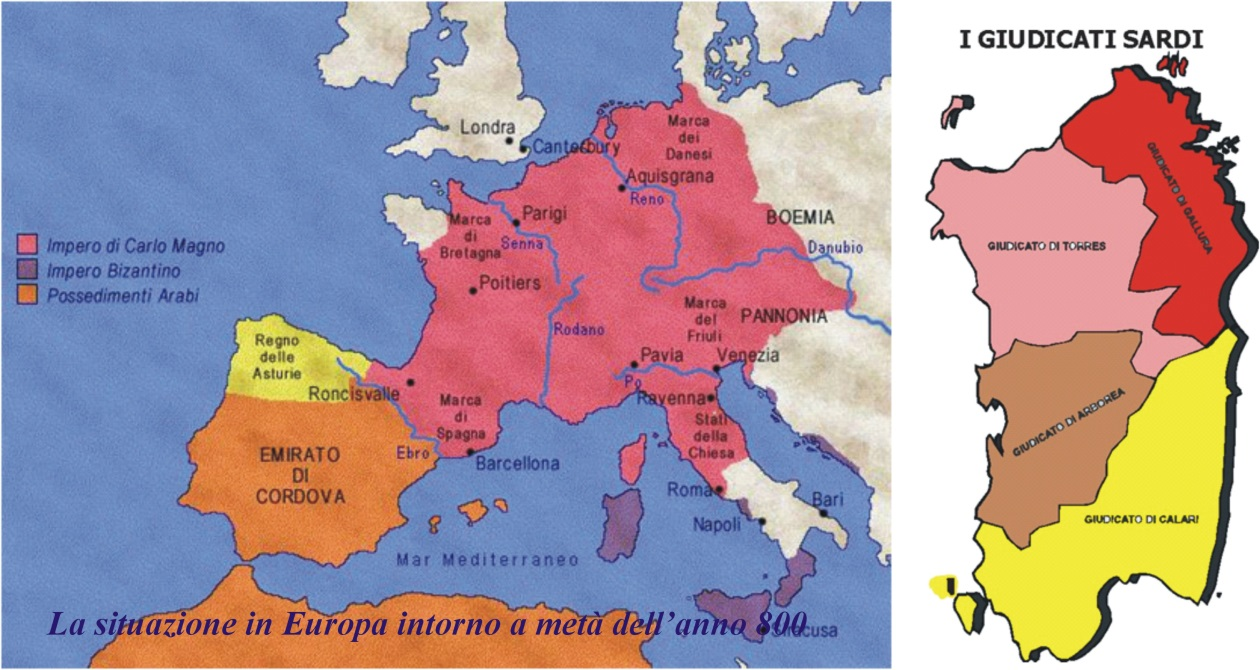 Londra
Canterbury
Marca
dei
Danesi
Aquisgrana
Reno
Marca
di
Bretagna
Parigi
Senna
BOEMIA
Danubio
Impero di Carlo Magno
Impero Bizantino
Possedimenti Arabi
Poitiers
Rodano
Marca
del
Friuli
PANNONIA
Regno
delle
Asturie
Pavia
Venezia
Po
Roncisvalle
Ravenna
Marca
di
Spagna
Stati
della
Chiesa
Ebro
Barcellona
EMIRATO
DI
CORDOVA
Roma
Napoli
Bari
Mar Mediterraneo
Siracusa
La situazione in Europa intorno a metà dell'anno 800
I GIUDICATI SARDI
GIUDICATO DI GALLURA
GIUDICATO DI TORRES
GIUDICATO DI ARBOREA
GIUDICATO DI CALARI